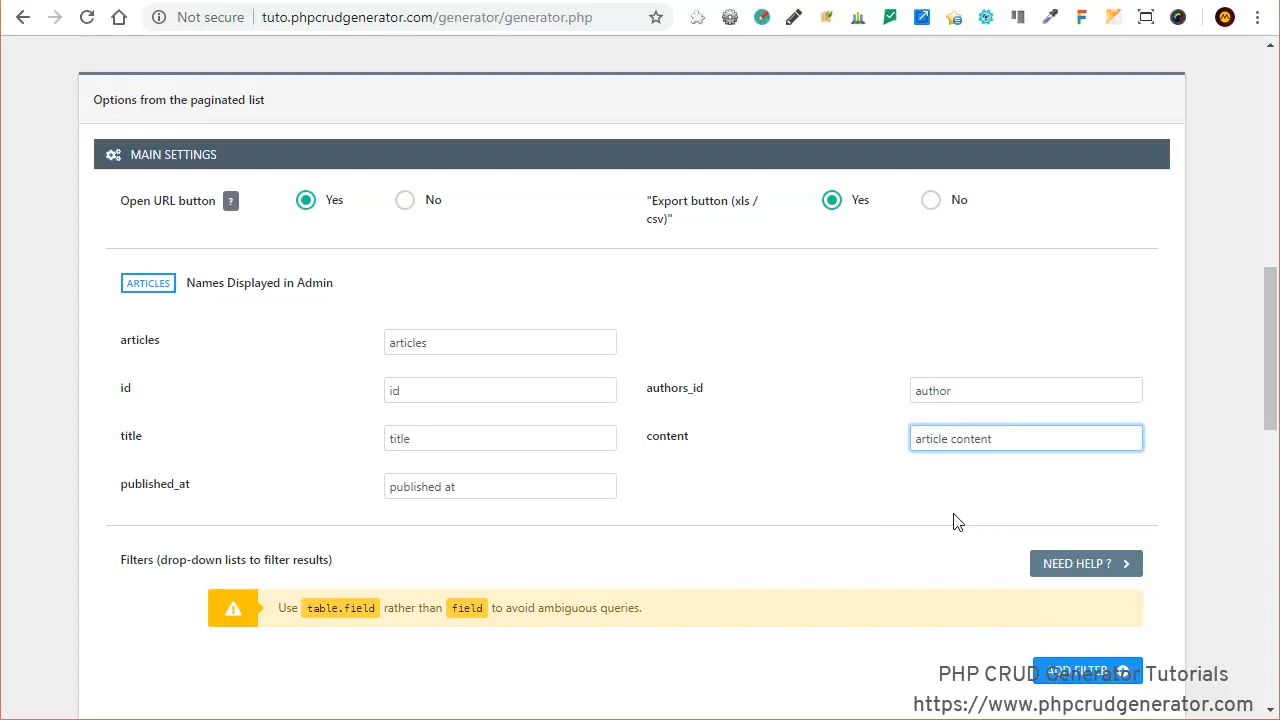 Not secure
tuto.phpcrudgenerator.com/generator/generator.php
Options from the paginated list
MAIN SETTINGS
Open URL button ? Yes No
"Export button (xls / csv)" Yes No
ARTICLES Names Displayed in Admin
articles articles
id id authors_id author
title title content article content
published_at published at
Filters (drop-down lists to filter results)
NEED HELP ?
Use table.field rather than field to avoid ambiguous queries.
ADD FILTER
PHP CRUD Generator Tutorials
https://www.phpcrudgenerator.com